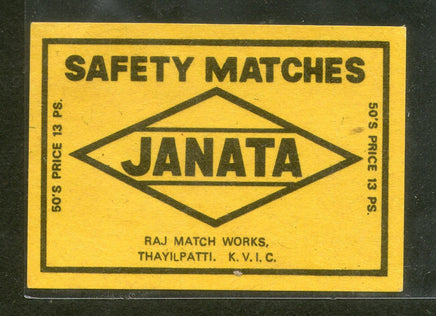 SAFETY MATCHES
50'S PRICE 13 PS.
JANATA
50'S PRICE 13 PS.
RAJ MATCH WORKS,
THAYILPATTI. K.V.I.C.